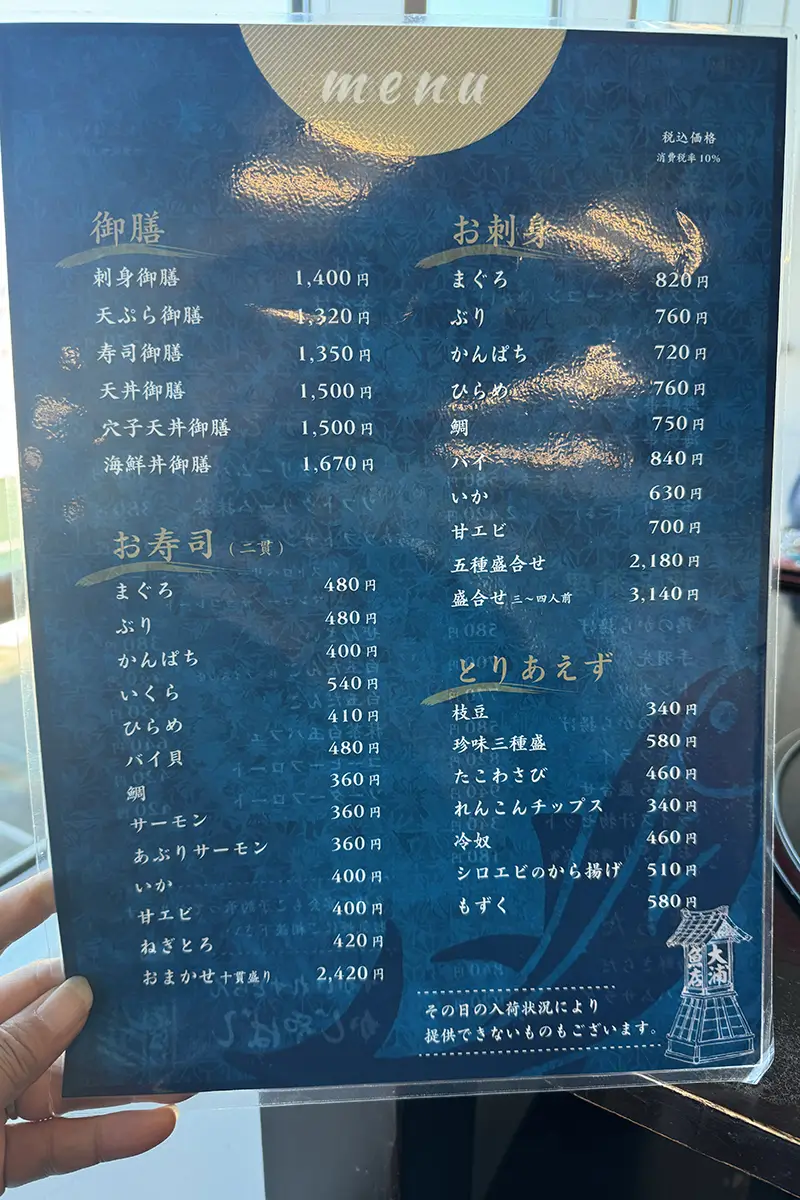 menu
税込価格
消費税率10%
御膳
刺身御膳 1,400円
天ぷら御膳 1,320円
寿司御膳 1,350円
天丼御膳 1,500円
穴子天丼御膳 1,500円
海鮮丼御膳 1,670円
お寿司(二貫)
まぐろ 480円
ぶり 480円
かんぱち 400円
いくら 540円
ひらめ 410円
バイ貝 480円
鯛 360円
サーモン 360円
あぶりサーモン 360円
いか 400円
甘エビ 400円
ねぎとろ 420円
おまかせ十貫盛り 2,420円
お刺身
まぐろ 820円
ぶり 760円
かんぱち 720円
ひらめ 760円
鯛 750円
バイ 840円
いか 630円
甘エビ 700円
五種盛合せ 2,180円
盛合せ三~四人前 3,140円
とりあえず
枝豆 340円
珍味三種盛 580円
たこわさび 460円
れんこんチップス 340円
冷奴 460円
シロエビのから揚げ 510円
もずく 580円
その日の入荷状況により
提供できないものもございます。
大浦
苗店